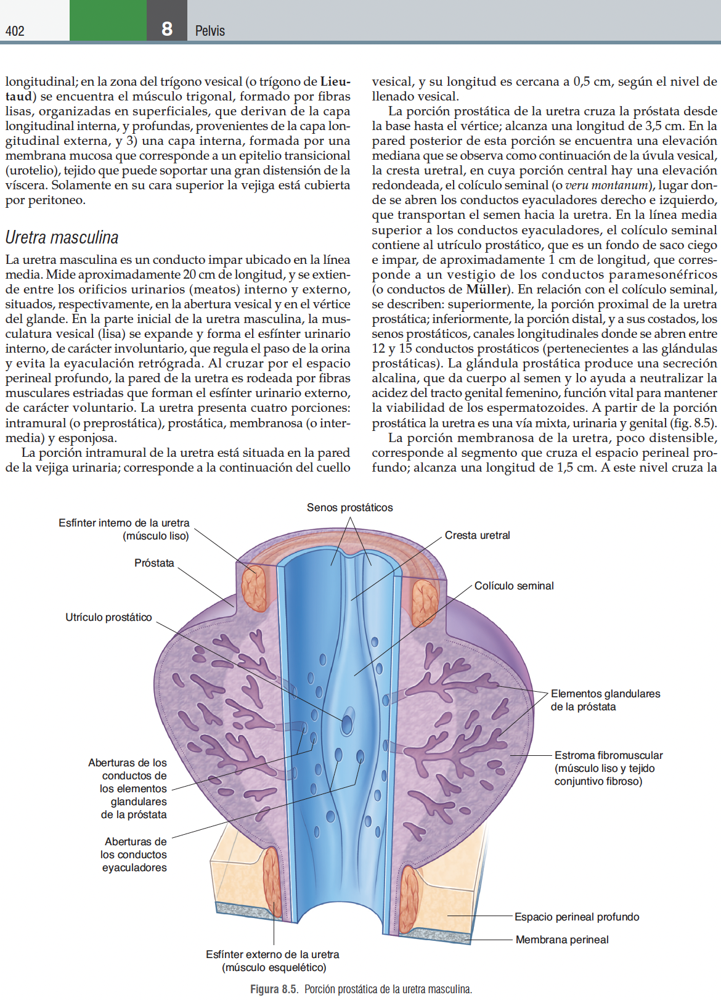 402
8
Pelvis
longitudinal; en la zona del trígono vesical (o trígono de Lieu-
taud) se encuentra el músculo trigonal, formado por fibras
lisas, organizadas en superficiales, que derivan de la capa
longitudinal interna, y profundas, provenientes de la capa lon-
gitudinal externa, y 3) una capa interna, formada por una
membrana mucosa que corresponde a un epitelio transicional
(urotelio), tejido que puede soportar una gran distensión de la
víscera. Solamente en su cara superior la vejiga está cubierta
por peritoneo.
Uretra masculina
La uretra masculina es un conducto impar ubicado en la línea
media. Mide aproximadamente 20 cm de longitud, y se extien-
de entre los orificios urinarios (meatos) interno y externo,
situados, respectivamente, en la abertura vesical y en el vértice
del glande. En la parte inicial de la uretra masculina, la mus-
culatura vesical (lisa) se expande y forma el esfínter urinario
interno, de carácter involuntario, que regula el paso de la orina
y evita la eyaculación retrógrada. Al cruzar por el espacio
perineal profundo, la pared de la uretra es rodeada por fibras
musculares estriadas que forman el esfínter urinario externo,
de carácter voluntario. La uretra presenta cuatro porciones:
intramural (o preprostática), prostática, membranosa (o inter-
media) y esponjosa.
La porción intramural de la uretra está situada en la pared
de la vejiga urinaria; corresponde a la continuación del cuello
vesical, y su longitud es cercana a 0,5 cm, según el nivel de
llenado vesical.
La porción prostática de la uretra cruza la próstata desde
la base hasta el vértice; alcanza una longitud de 3,5 cm. En la
pared posterior de esta porción se encuentra una elevación
mediana que se observa como continuación de la úvula vesical,
la cresta uretral, en cuya porción central hay una elevación
redondeada, el colículo seminal (o veru montanum), lugar don-
de se abren los conductos eyaculadores derecho e izquierdo,
que transportan el semen hacia la uretra. En la línea media
superior a los conductos eyaculadores, el colículo seminal
contiene al utrículo prostático, que es un fondo de saco ciego
e impar, de aproximadamente 1 cm de longitud, que corres-
ponde a un vestigio de los conductos paramesonéfricos
(o conductos de Müller). En relación con el colículo seminal,
se describen: superiormente, la porción proximal de la uretra
prostática; inferiormente, la porción distal, y a sus costados, los
senos prostáticos, canales longitudinales donde se abren entre
12 y 15 conductos prostáticos (pertenecientes a las glándulas
prostáticas). La glándula prostática produce una secreción
alcalina, que da cuerpo al semen y lo ayuda a neutralizar la
acidez del tracto genital femenino, función vital para mantener
la viabilidad de los espermatozoides. A partir de la porción
prostática la uretra es una vía mixta, urinaria y genital (fig. 8.5).
La porción membranosa de la uretra, poco distensible,
corresponde al segmento que cruza el espacio perineal pro-
fundo; alcanza una longitud de 1,5 cm. A este nivel cruza la
Senos prostáticos
Esfínter interno de la uretra
(músculo liso)
Cresta uretral
Próstata
Colículo seminal
Utrículo prostático
Elementos glandulares
de la próstata
Estroma fibromuscular
(músculo liso y tejido
conjuntivo fibroso)
Aberturas de los
conductos de
los elementos
glandulares
de la próstata
Aberturas de
los conductos
eyaculadores
Espacio perineal profundo
Membrana perineal
Esfínter externo de la uretra
(músculo esquelético)
Figura 8.5. Porción prostática de la uretra masculina.